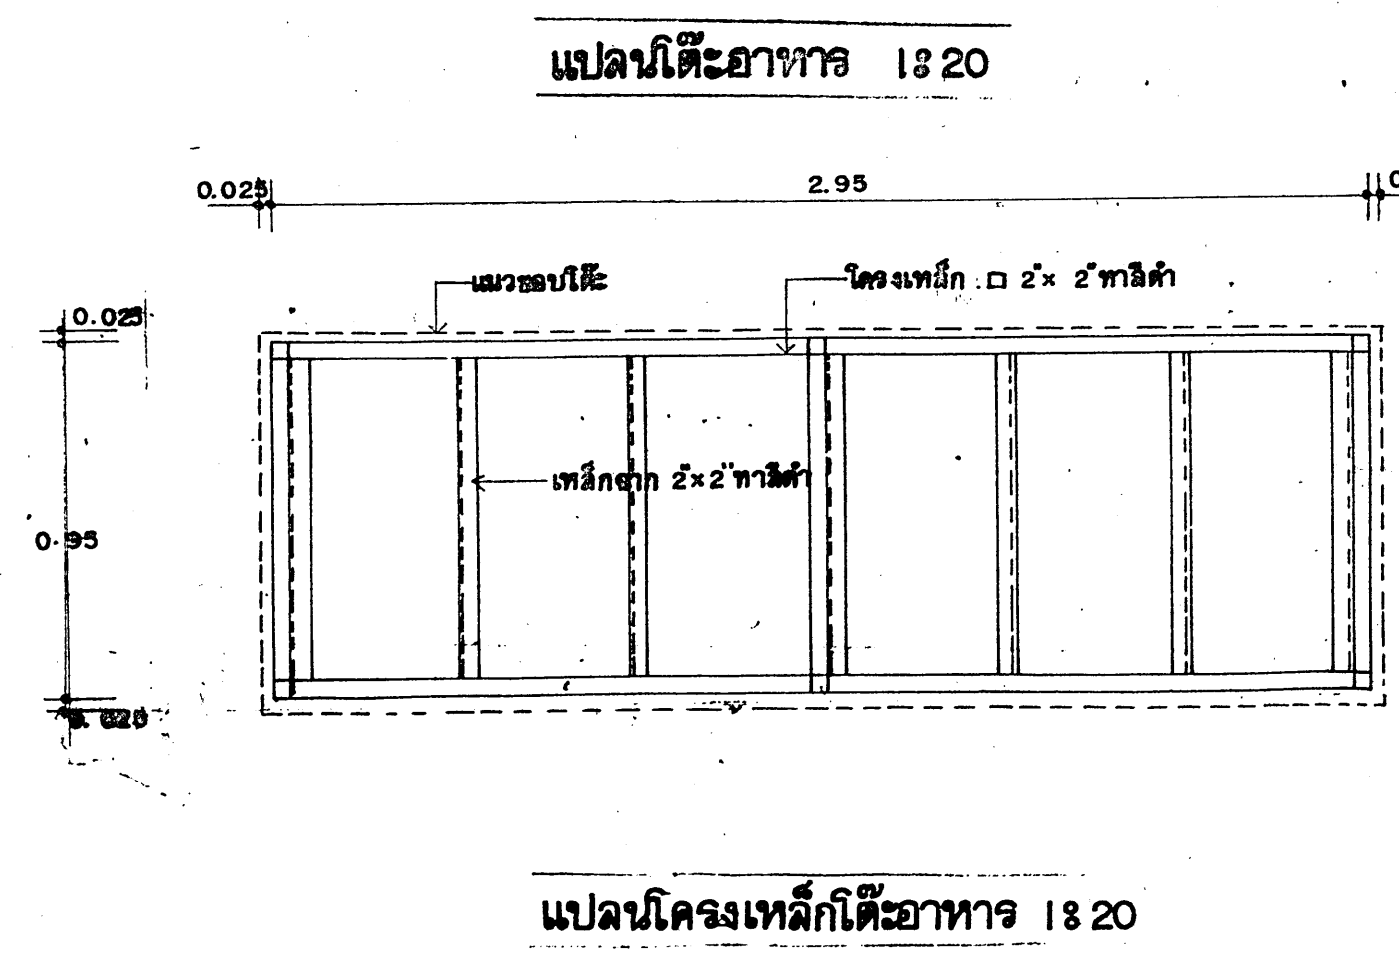 แปลนโต๊ะอาหาร 1:20
0.025
2.95
แนวขอบโต๊ะ
โครงเหล็ก 2"x 2" ทาสีดำ
0.025
เหล็กฉาก 2"x2" ทาสีดำ
0.95
0.025
แปลนโครงเหล็กโต๊ะอาหาร 1:20